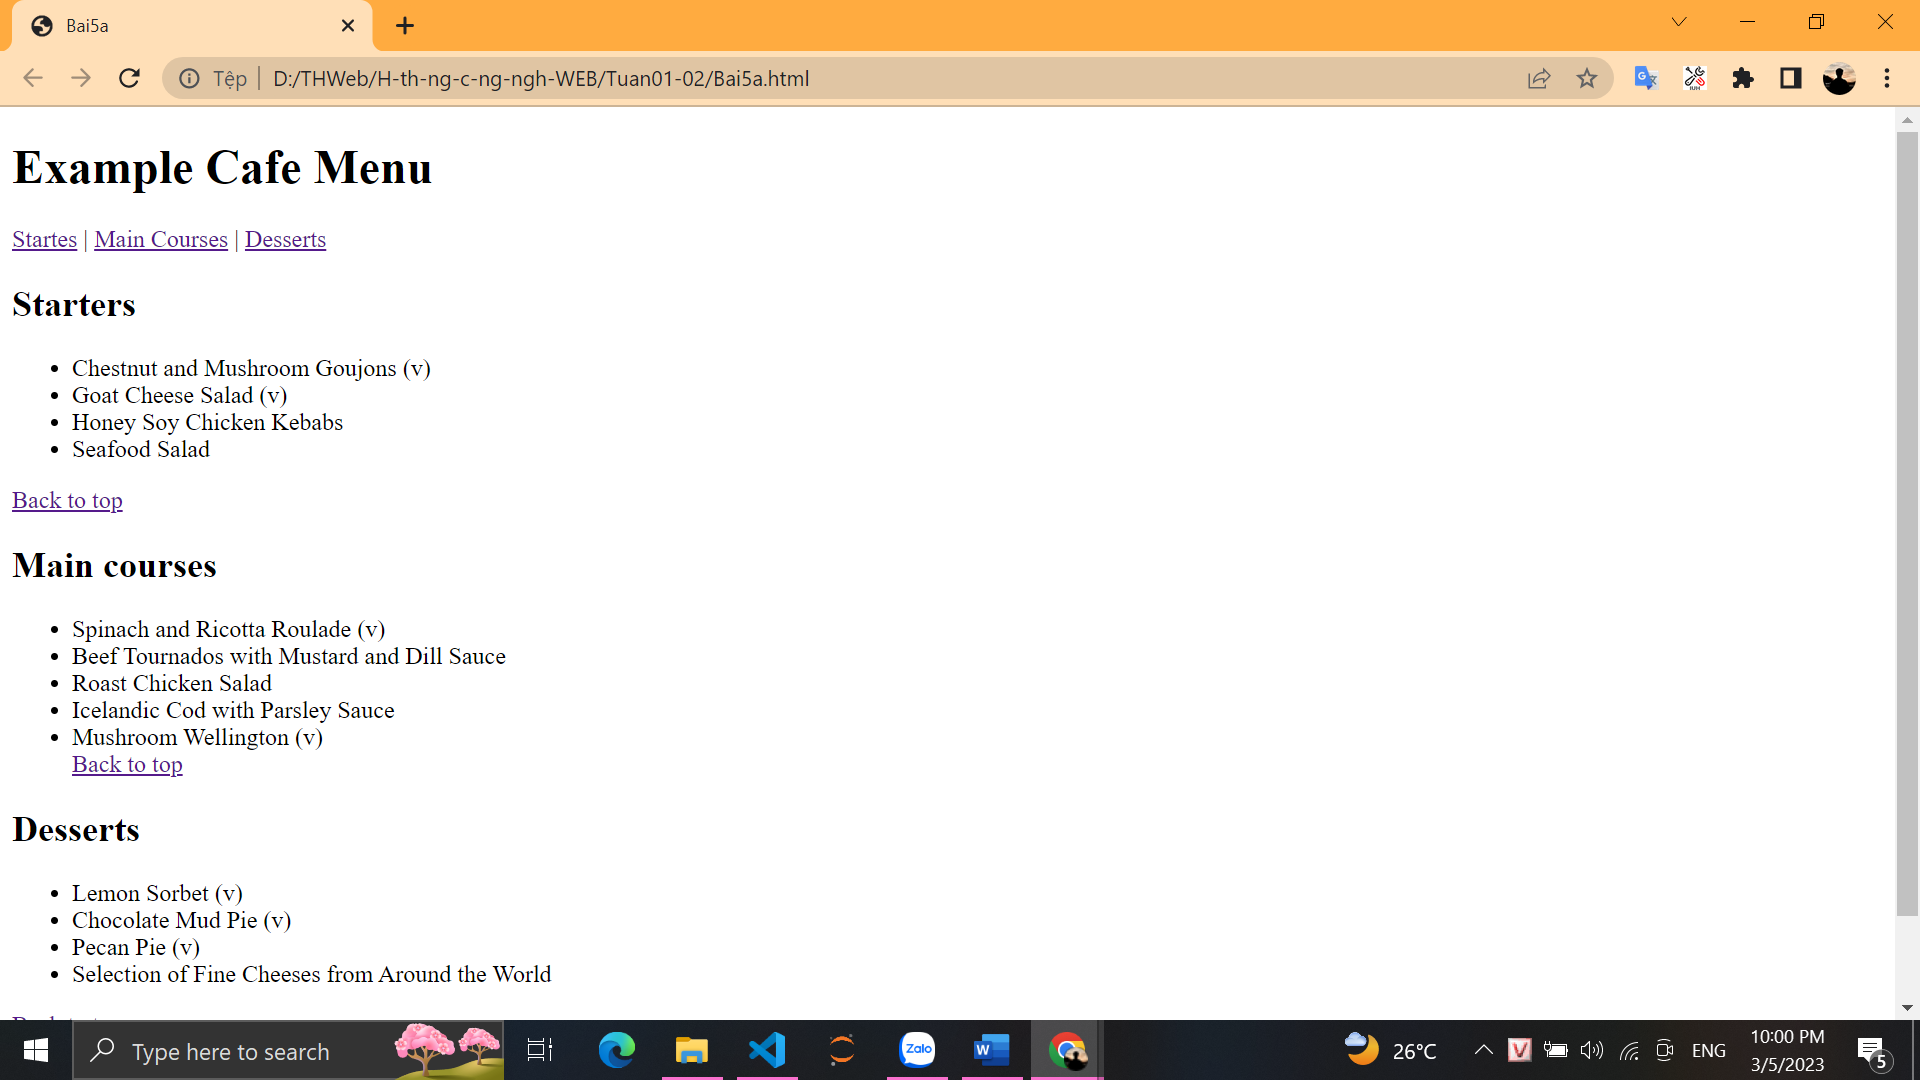 Bai5a
Tệp | D:/THWeb/H-th-ng-c-ng-ngh-WEB/Tuan01-02/Bai5a.html
Example Cafe Menu
Startes | Main Courses | Desserts
Starters
Chestnut and Mushroom Goujons (v)
Goat Cheese Salad (v)
Honey Soy Chicken Kebabs
Seafood Salad
Back to top
Main courses
Spinach and Ricotta Roulade (v)
Beef Tournados with Mustard and Dill Sauce
Roast Chicken Salad
Icelandic Cod with Parsley Sauce
Mushroom Wellington (v)
Back to top
Desserts
Lemon Sorbet (v)
Chocolate Mud Pie (v)
Pecan Pie (v)
Selection of Fine Cheeses from Around the World
Type here to search
Zalo
26°C
ENG
10:00 PM
3/5/2023
5